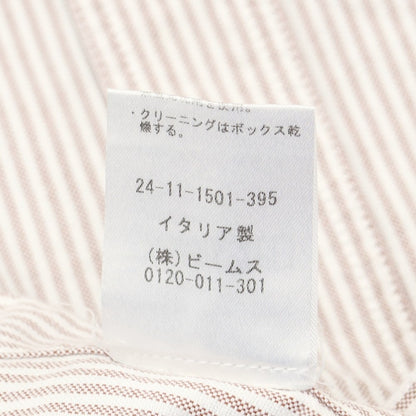 ・クリーニングはボックス乾
燥する。
24-11-1501-395
イタリア製
(株)ビームス
0120-011-301